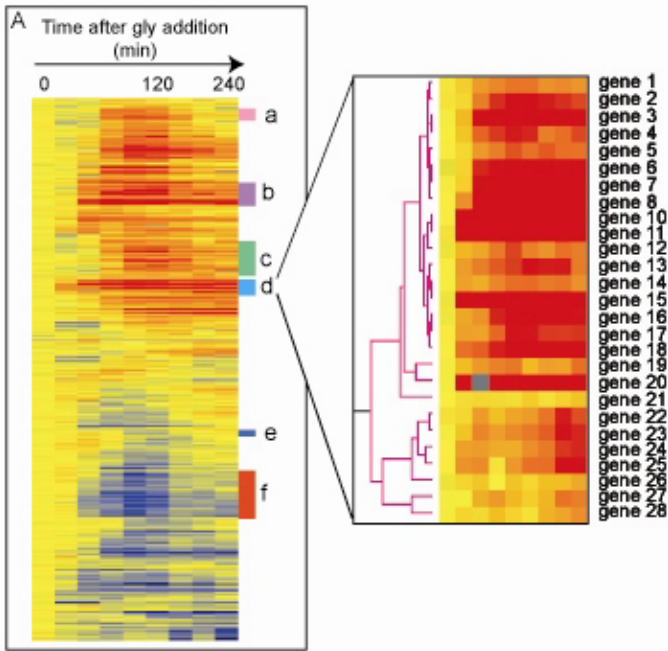 A
Time after gly addition
(min)
0 120 240
a
b
c
d
e
f
gene 1
gene 2
gene 3
gene 4
gene 5
gene 6
gene 7
gene 8
gene 10
gene 11
gene 12
gene 13
gene 14
gene 15
gene 16
gene 17
gene 18
gene 19
gene 20
gene 21
gene 22
gene 23
gene 24
gene 25
gene 26
gene 27
gene 28